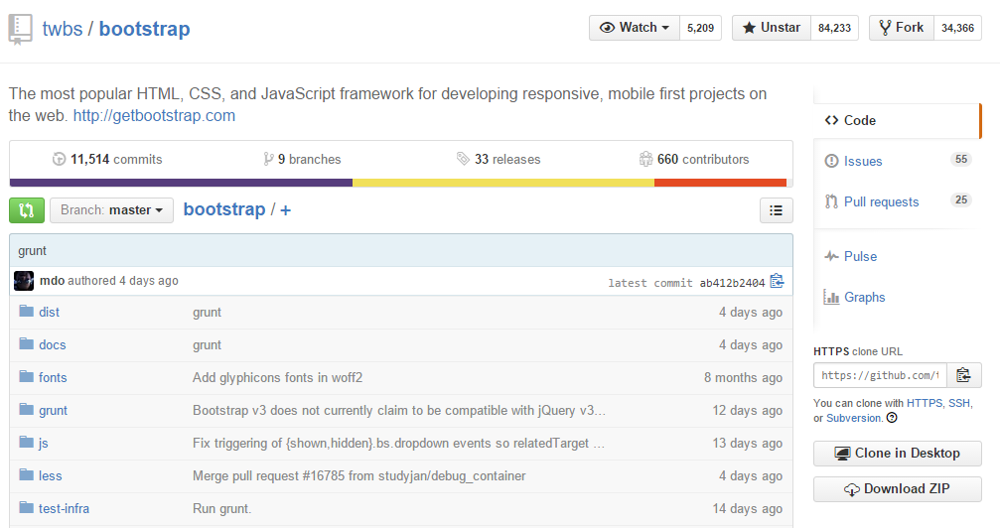 twbs / bootstrap
Watch 5,209 Unstar 84,233 Fork 34,366
The most popular HTML, CSS, and JavaScript framework for developing responsive, mobile first projects on
the web. http://getbootstrap.com
11,514 commits 9 branches 33 releases 660 contributors
Branch: master bootstrap / +
grunt
mdo authored 4 days ago latest commit ab412b2404
dist grunt 4 days ago
docs grunt 4 days ago
fonts Add glyphicons fonts in woff2 8 months ago
grunt Bootstrap v3 does not currently claim to be compatible with jQuery v3... 12 days ago
js Fix triggering of {shown,hidden}.bs.dropdown events so relatedTarget ... 13 days ago
less Merge pull request #16785 from studyjan/debug_container 4 days ago
test-infra Run grunt. 14 days ago
Code
Issues 55
Pull requests 25
Pulse
Graphs
HTTPS clone URL
https://github.com/t
You can clone with HTTPS, SSH,
or Subversion.
Clone in Desktop
Download ZIP